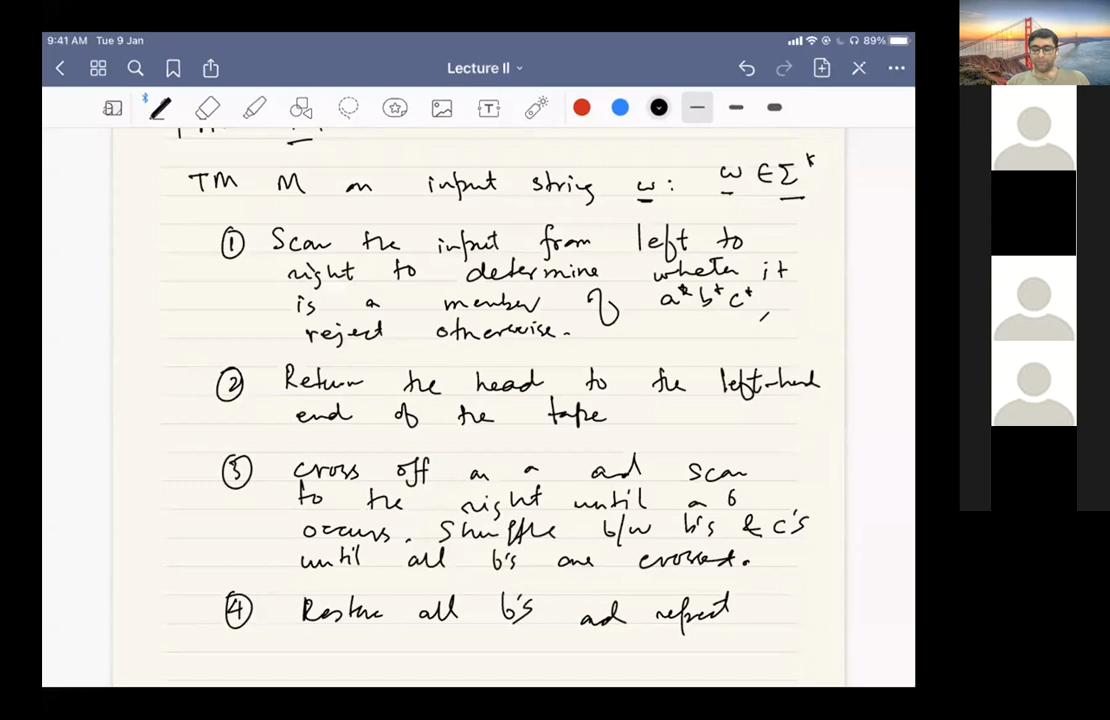 9:41 AM Tue 9 Jan
89%
Lecture II
TM M on input string w: w ∈ Σ*
① Scan the input from left to
right to determine wheter it
is a member of a* b* c*,
reject otherwise.
② Return the head to the left-hand
end of the tape
③ cross off an a and scan
to the right until a b
occurs. Shuffle b/w b's & c's
until all b's are crossed.
④ Restore all b's and repeat